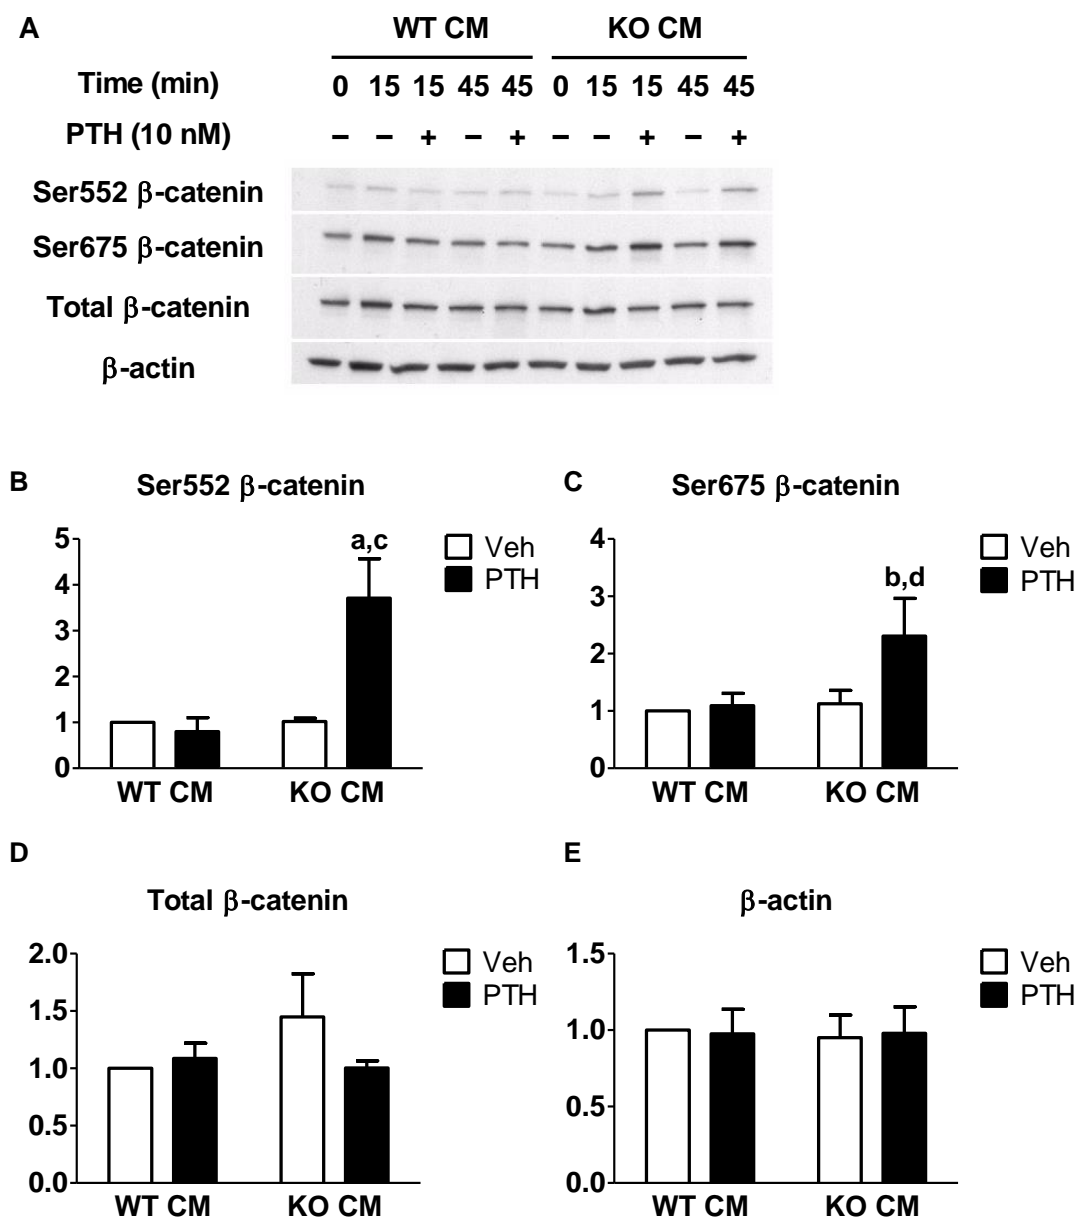 A
WT CM KO CM
Time (min) 0 15 15 45 45 0 15 15 45 45
PTH (10 nM) − − + − + − − + − +
Ser552 β-catenin
Ser675 β-catenin
Total β-catenin
β-actin
B
Ser552 β-catenin
5
4
3
2
1
0
a,c
Veh
PTH
WT CM KO CM
C
Ser675 β-catenin
4
3
2
1
0
b,d
Veh
PTH
WT CM KO CM
D
Total β-catenin
2.0
1.5
1.0
0.5
0.0
Veh
PTH
WT CM KO CM
E
β-actin
1.5
1.0
0.5
0.0
Veh
PTH
WT CM KO CM